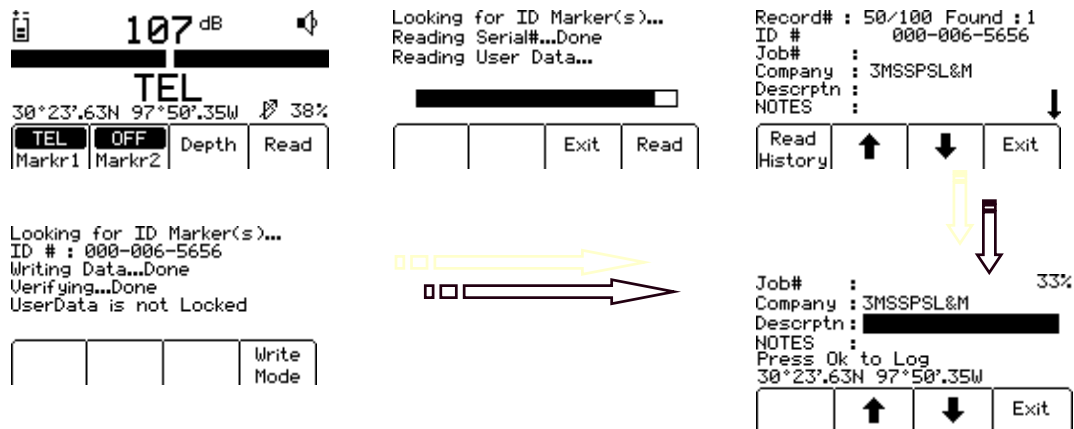 107 dB
TEL
30°23'.63N 97°50'.35W 38%
TEL OFF
Markr1 Markr2 Depth Read
Looking for ID Marker(s)...
Reading Serial#...Done
Reading User Data...
Exit Read
Record# : 50/100 Found :1
ID # 000-006-5656
Job# :
Company : 3MSSPSL&M
Descrptn :
NOTES :
Read History Exit
Looking for ID Marker(s)...
ID # : 000-006-5656
Writing Data...Done
Verifying...Done
UserData is not Locked
Write
Mode
Job# : 33%
Company : 3MSSPSL&M
Descrptn :
NOTES :
Press Ok to Log
30°23'.63N 97°50'.35W
Exit